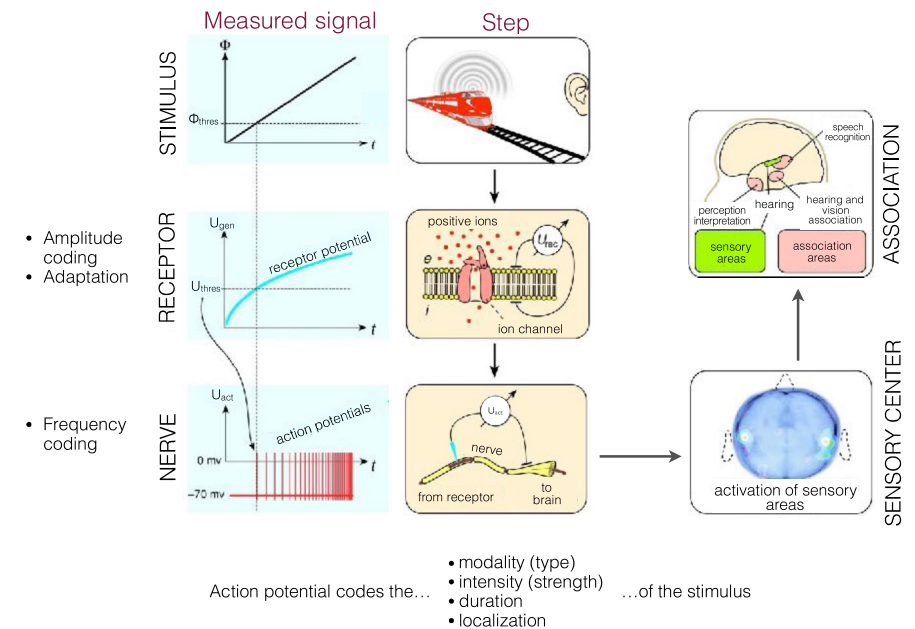 Measured signal
Step
STIMULUS
Φ
Φthres
t
RECEPTOR
• Amplitude
coding
• Adaptation
Ugen
receptor potential
Uthres
t
positive ions
Urec
e
i
ion channel
NERVE
• Frequency
coding
Uact
action potentials
0 mv
t
–70 mv
Uact
nerve
from receptor
to
brain
ASSOCIATION
speech
recognition
perception
interpretation
hearing
hearing and
vision
association
sensory
areas
association
areas
SENSORY CENTER
activation of sensory
areas
Action potential codes the…
• modality (type)
• intensity (strength)
• duration
• localization
…of the stimulus